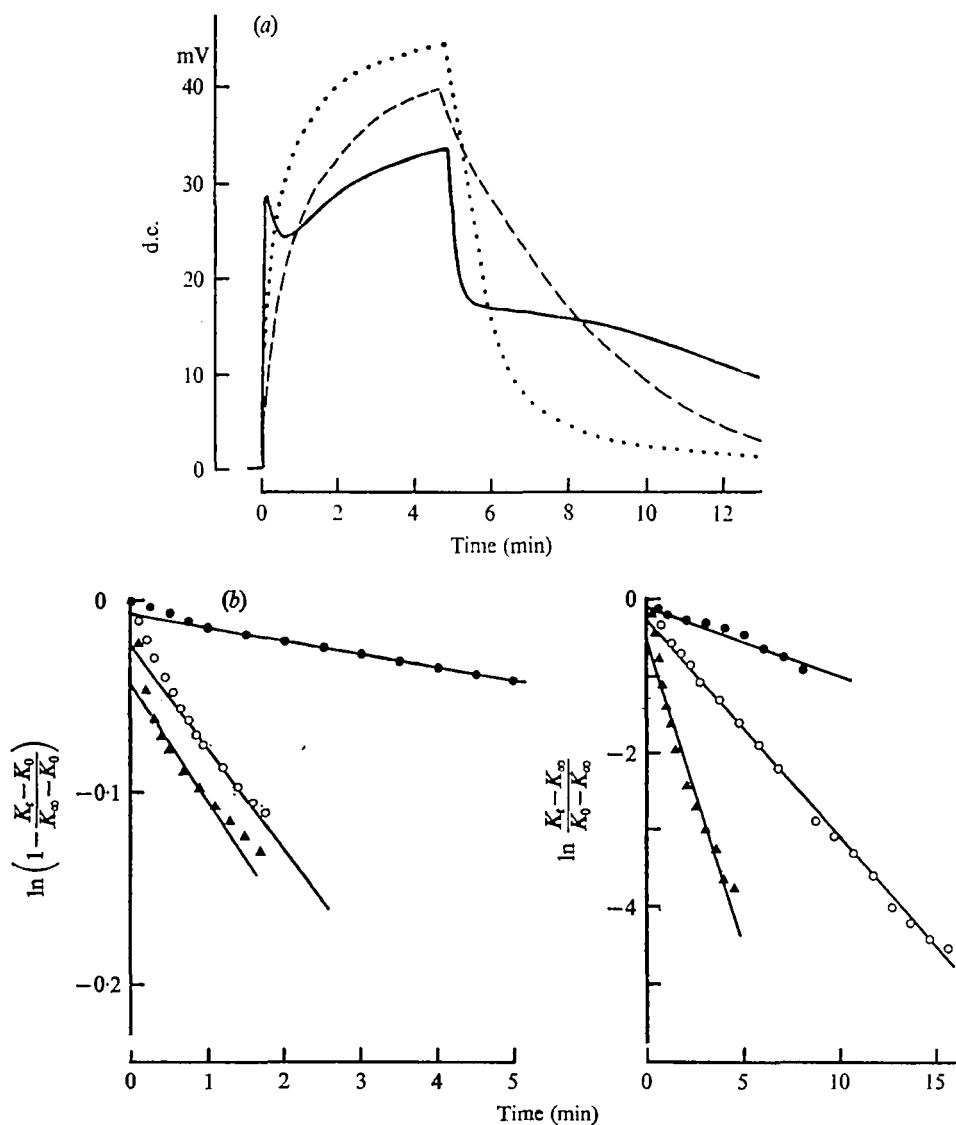 (a)
mV
40
30
20
10
0
d.c.
0 2 4 6 8 10 12
Time (min)
(b)
0
−0·1
−0·2
ln (1 − (K_t − K_0)/(K_∞ − K_0))
0 1 2 3 4 5
0
−2
−4
ln (K_t − K_∞)/(K_0 − K_∞)
0 5 10 15
Time (min)